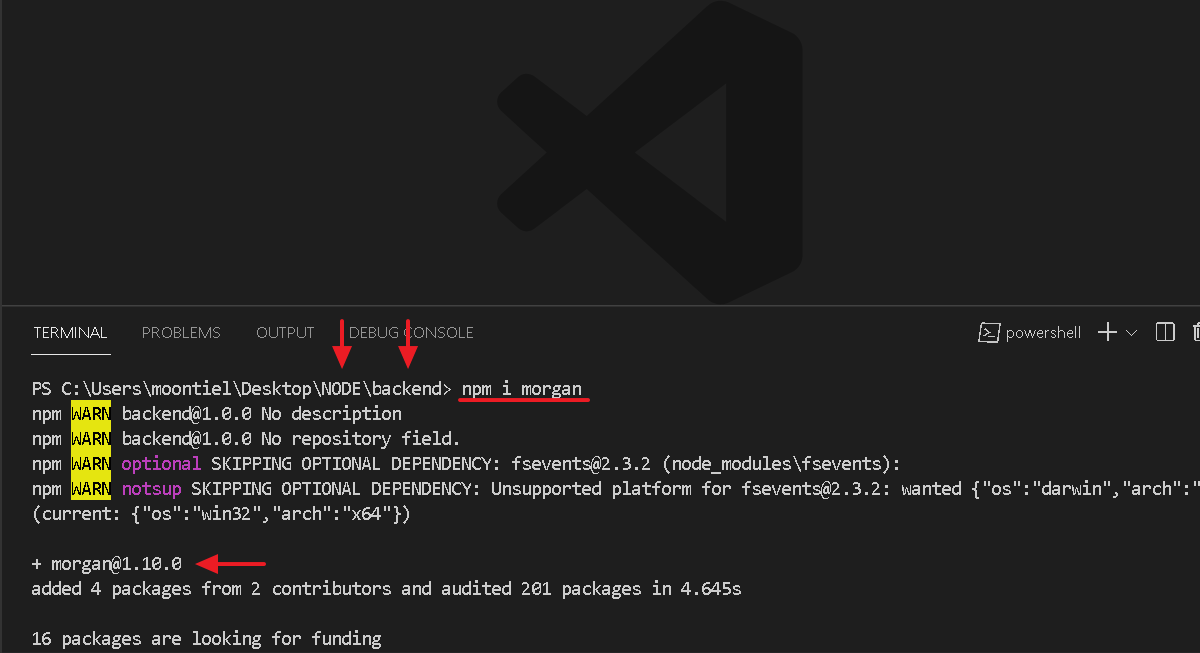 TERMINAL PROBLEMS OUTPUT DEBUG CONSOLE powershell
PS C:\Users\moontiel\Desktop\NODE\backend> npm i morgan
npm WARN backend@1.0.0 No description
npm WARN backend@1.0.0 No repository field.
npm WARN optional SKIPPING OPTIONAL DEPENDENCY: fsevents@2.3.2 (node_modules\fsevents):
npm WARN notsup SKIPPING OPTIONAL DEPENDENCY: Unsupported platform for fsevents@2.3.2: wanted {"os":"darwin","arch":"
(current: {"os":"win32","arch":"x64"})
+ morgan@1.10.0
added 4 packages from 2 contributors and audited 201 packages in 4.645s
16 packages are looking for funding